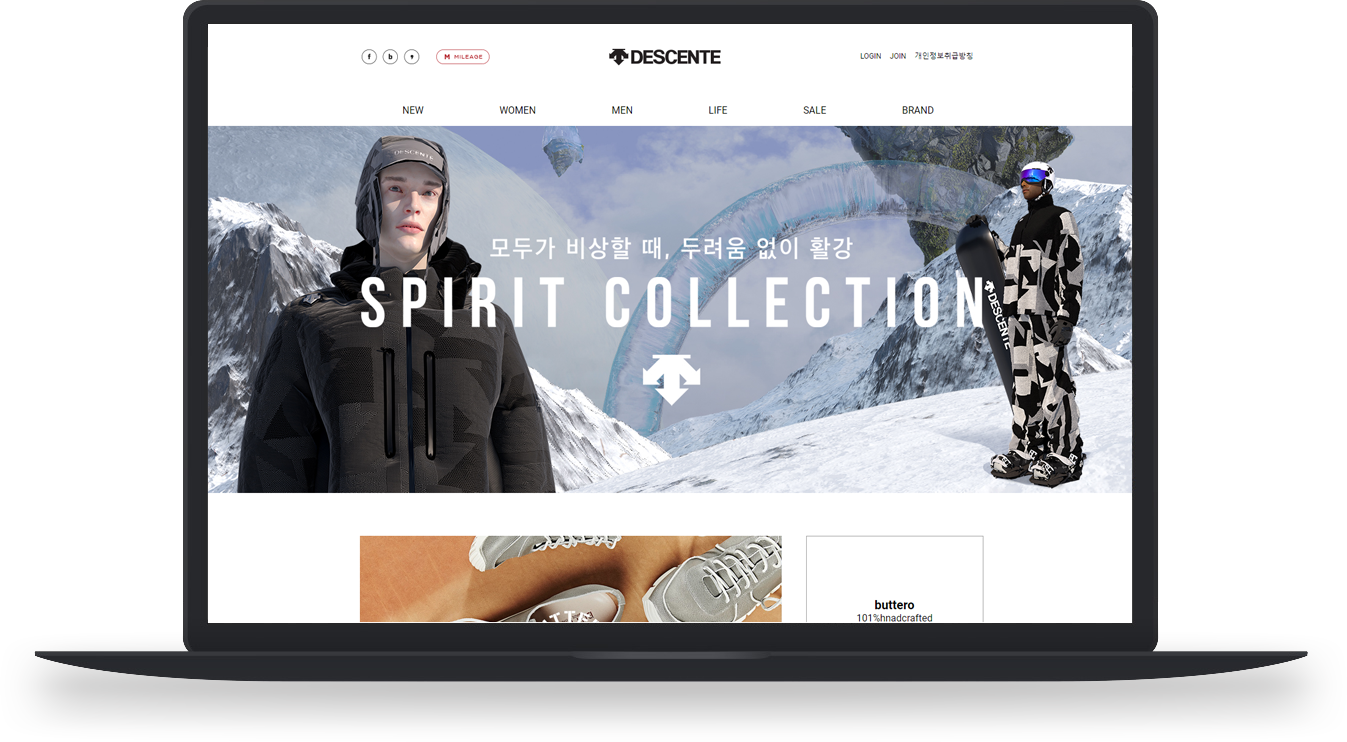 f b
M MILEAGE
DESCENTE
LOGIN JOIN 개인정보취급방침
NEW WOMEN MEN LIFE SALE BRAND
DESCENTE
모두가 비상할 때, 두려움 없이 활강
SPIRIT COLLECTION
DESCENTE
buttero
101%hnadcrafted